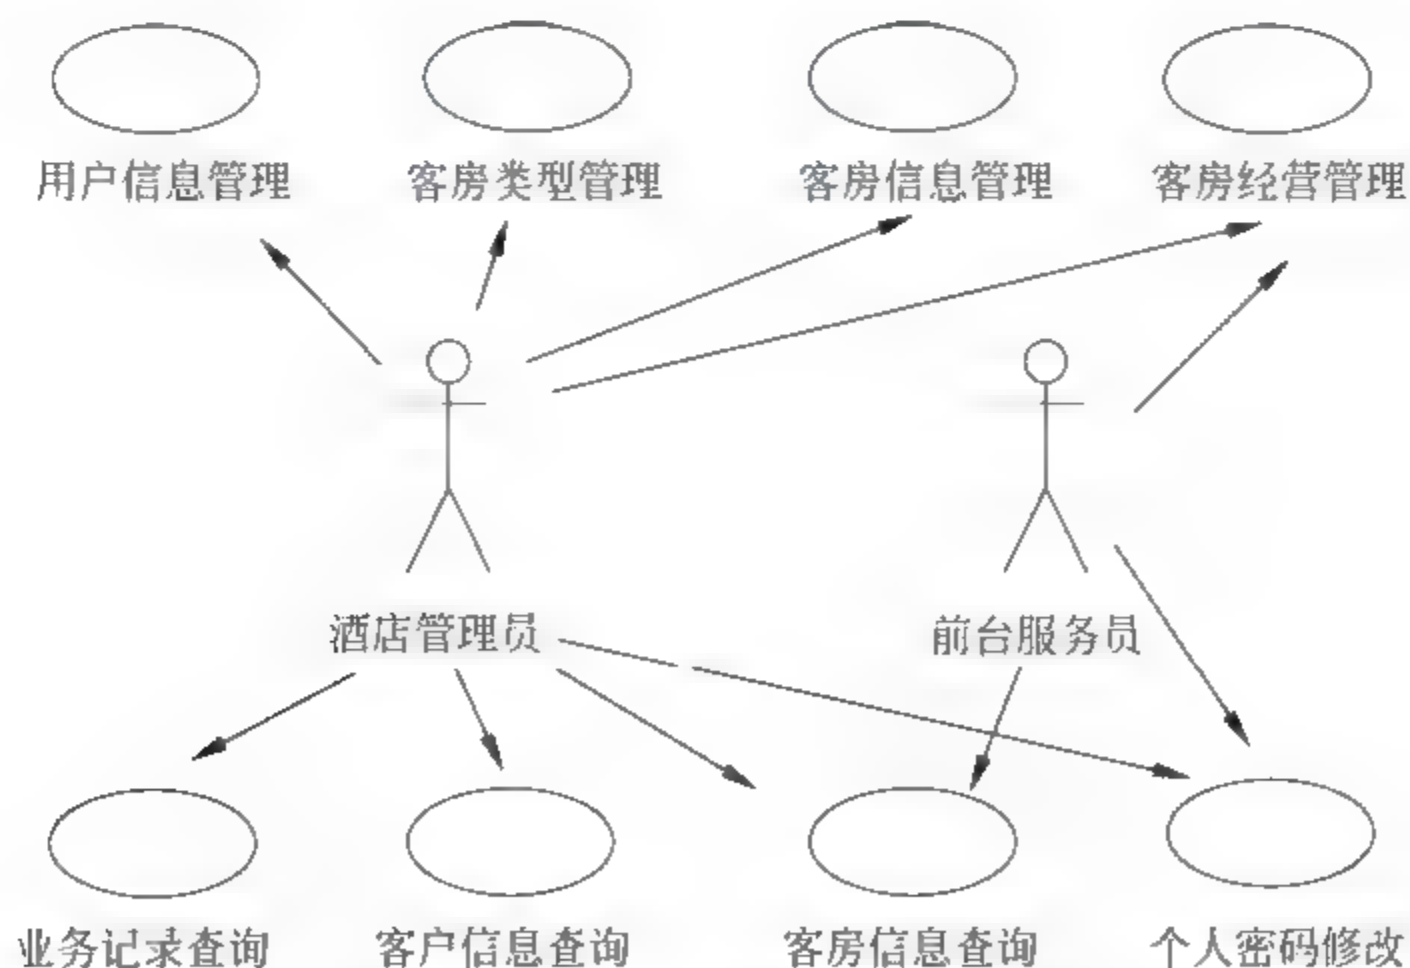 用户信息管理
客房类型管理
客房信息管理
客房经营管理
酒店管理员
前台服务员
业务记录查询
客户信息查询
客房信息查询
个人密码修改